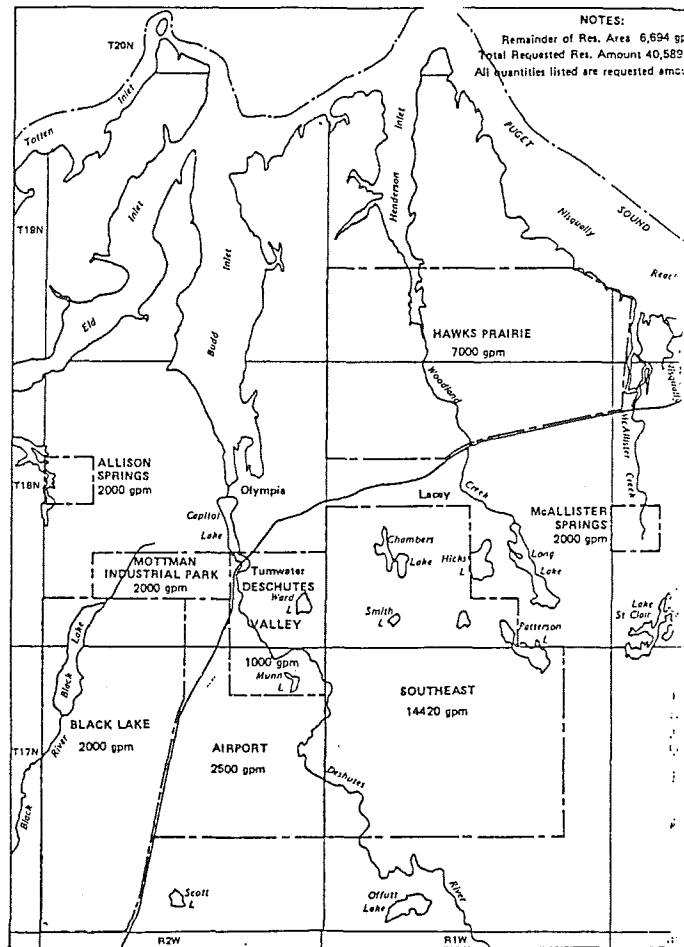 NOTES:
Remainder of Res. Area 6,694
Total Requested Res. Amount 40,589
All quantities listed are requested
T20N
Totten Inlet
Inlet
Henderson
PUGET
SOUND
Nisqually
T19N
Inlet
Eld
Inlet
Budd
HAWKS PRAIRIE
7000 gpm
Woodland
Creek
McAllister
Creek
ALLISON
SPRINGS
2000 gpm
T18N
Olympia
Capitol
Lake
Lacey
McALLISTER
SPRINGS
2000 gpm
Chambers
Lake
Hicks
L
Long
Lake
MOTTMAN
INDUSTRIAL PARK
2000 gpm
Tumwater
DESCHUTES
VALLEY
1000 gpm
Ward
L
Smith
L
Patterson
L
Lake
St Clair
Munn
L
Black Lake
BLACK LAKE
2000 gpm
SOUTHEAST
14420 gpm
T17N
AIRPORT
2500 gpm
Black River
Deshutes
River
Scott
L
Offutt
Lake
R2W
R1W